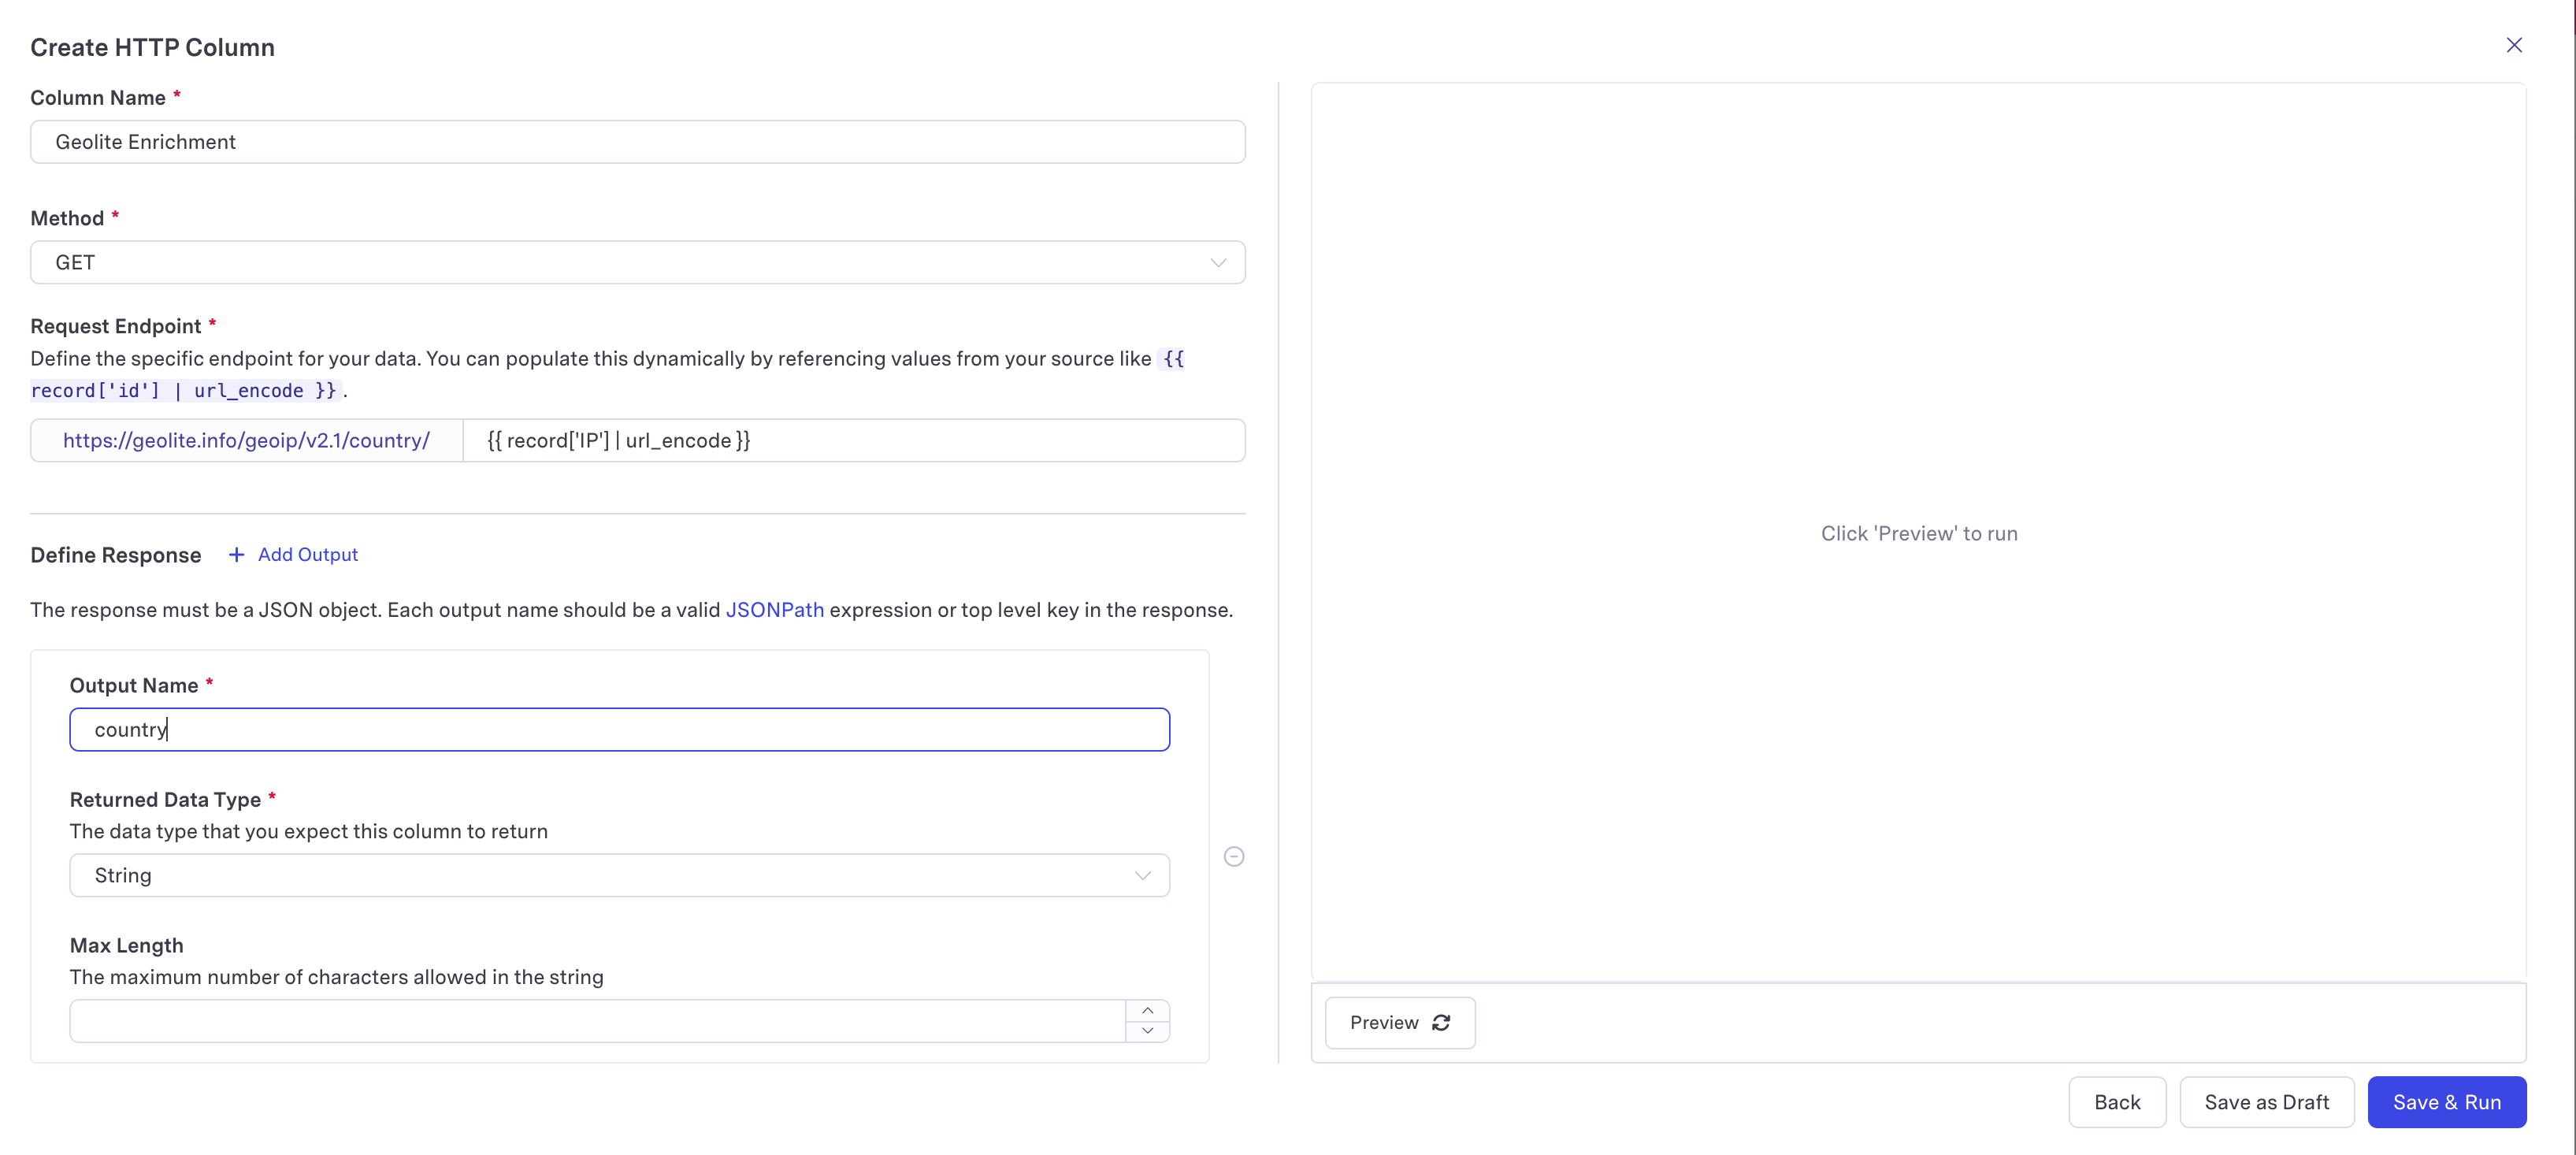 Create HTTP Column
Column Name *
Geolite Enrichment
Method *
GET
Request Endpoint *
Define the specific endpoint for your data. You can populate this dynamically by referencing values from your source like {{
record['id'] | url_encode }}.
https://geolite.info/geoip/v2.1/country/ {{ record['IP'] | url_encode }}
Define Response + Add Output
The response must be a JSON object. Each output name should be a valid JSONPath expression or top level key in the response.
Output Name *
country
Returned Data Type *
The data type that you expect this column to return
String
Max Length
The maximum number of characters allowed in the string
Click 'Preview' to run
Preview
Back Save as Draft Save & Run